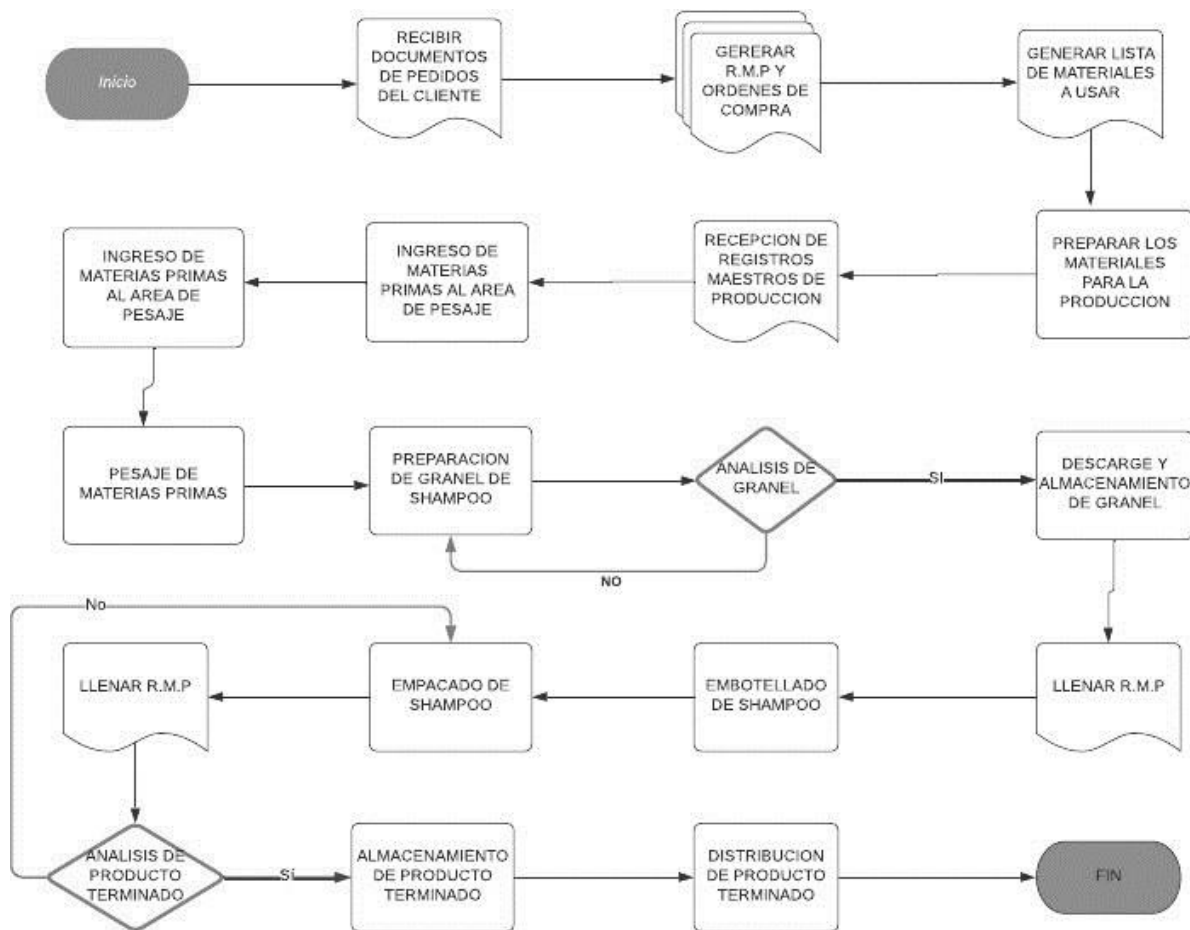 Inicio
RECIBIR
DOCUMENTOS
DE PEDIDOS
DEL CLIENTE
GERERAR
R.M.P Y
ORDENES DE
COMPRA
GENERAR LISTA
DE MATERIALES
A USAR
INGRESO DE
MATERIAS PRIMAS
AL AREA DE
PESAJE
INGRESO DE
MATERIAS
PRIMAS AL AREA
DE PESAJE
RECEPCION DE
REGISTROS
MAESTROS DE
PRODUCCION
PREPARAR LOS
MATERIALES
PARA LA
PRODUCCION
PESAJE DE
MATERIAS PRIMAS
PREPARACION
DE GRANEL DE
SHAMPOO
ANALISIS DE
GRANEL
SI
DESCARGE Y
ALMACENAMIENTO
DE GRANEL
NO
No
LLENAR R.M.P
EMPACADO DE
SHAMPOO
EMBOTELLADO
DE SHAMPOO
LLENAR R.M.P
ANALISIS DE
PRODUCTO
TERMINADO
Sí
ALMACENAMIENTO
DE PRODUCTO
TERMINADO
DISTRIBUCION
DE PRODUCTO
TERMINADO
FIN